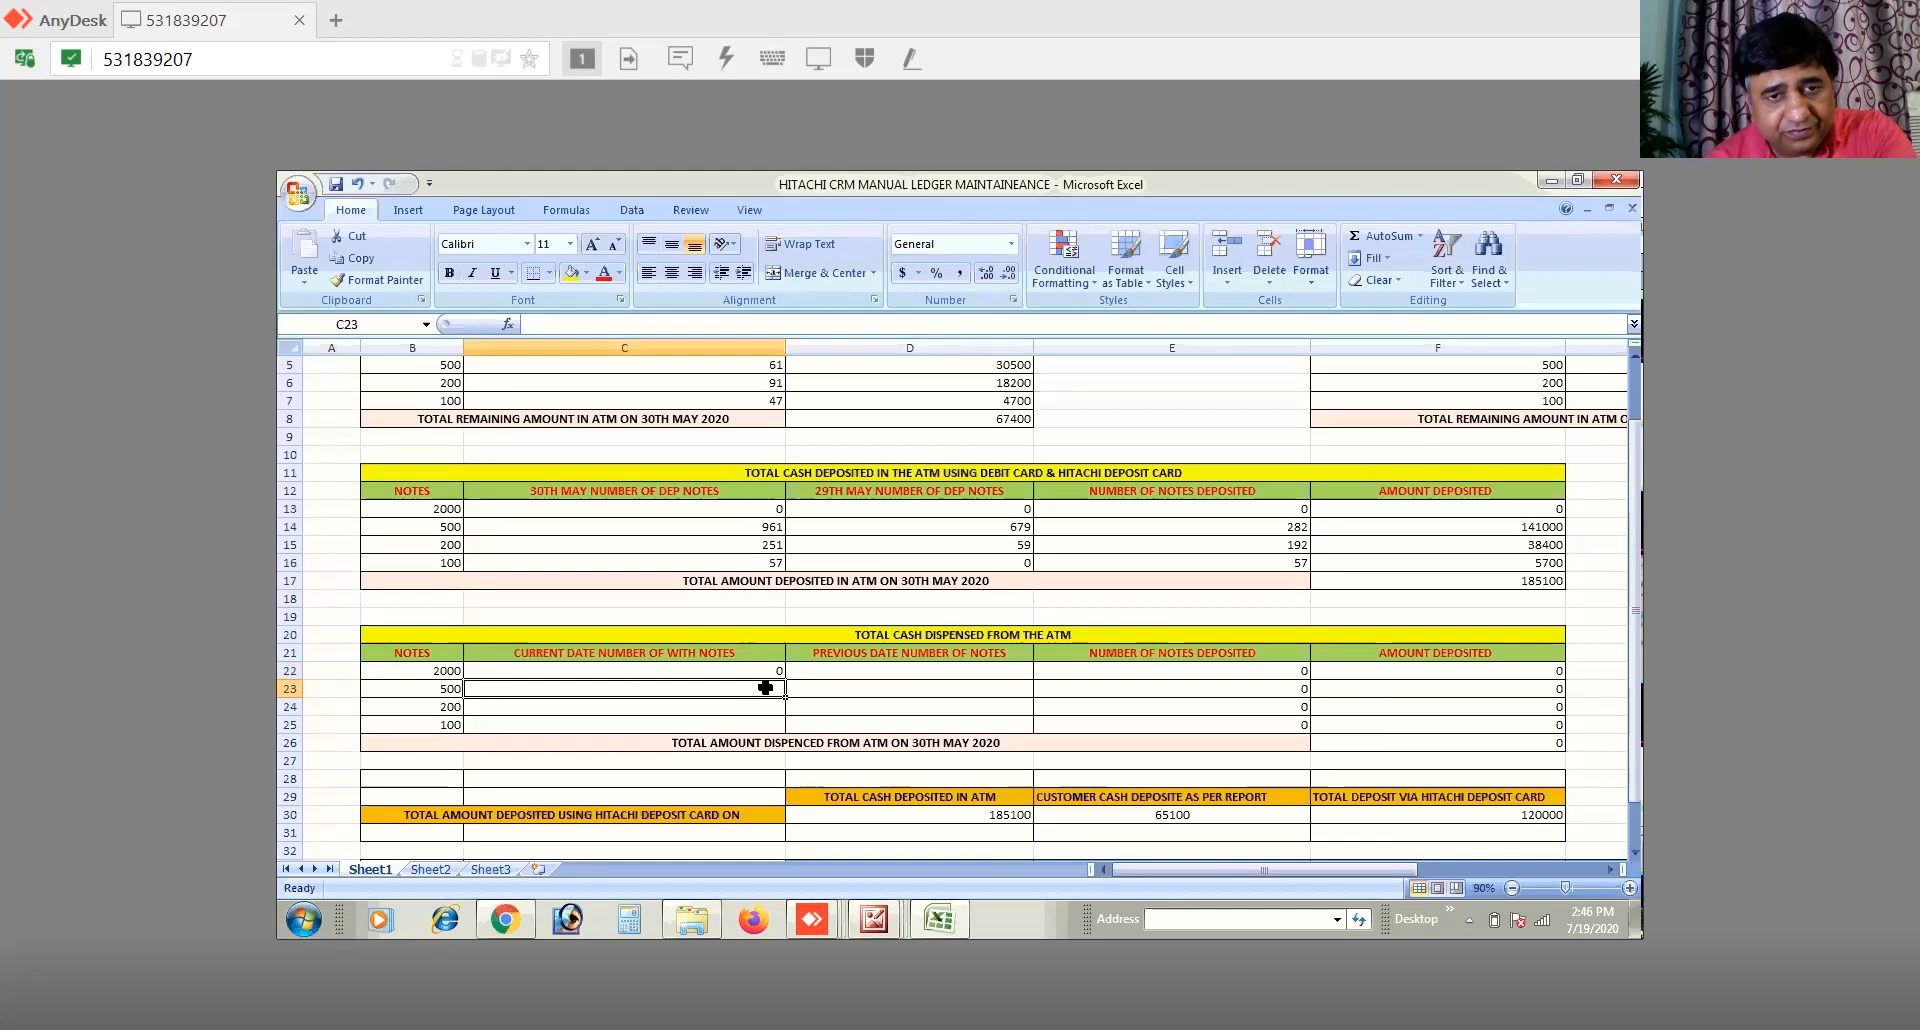 AnyDesk 531839207
531839207 1
HITACHI CRM MANUAL LEDGER MAINTAINEANCE - Microsoft Excel
Home Insert Page Layout Formulas Data Review View
Cut
Copy
Format Painter
Paste
Clipboard
Calibri 11
B I U
Font
Wrap Text
Merge & Center
Alignment
General
$ % ,
Number
Conditional Formatting
Format as Table
Cell Styles
Styles
Insert Delete Format
Cells
AutoSum
Fill
Clear
Sort & Filter
Find & Select
Editing
C23 fx
A B C D E F
5 500 61 30500 500
6 200 91 18200 200
7 100 47 4700 100
8 TOTAL REMAINING AMOUNT IN ATM ON 30TH MAY 2020 67400 TOTAL REMAINING AMOUNT IN ATM O
9
10
11 TOTAL CASH DEPOSITED IN THE ATM USING DEBIT CARD & HITACHI DEPOSIT CARD
12 NOTES 30TH MAY NUMBER OF DEP NOTES 29TH MAY NUMBER OF DEP NOTES NUMBER OF NOTES DEPOSITED AMOUNT DEPOSITED
13 2000 0 0 0 0
14 500 961 679 282 141000
15 200 251 59 192 38400
16 100 57 0 57 5700
17 TOTAL AMOUNT DEPOSITED IN ATM ON 30TH MAY 2020 185100
18
19
20 TOTAL CASH DISPENSED FROM THE ATM
21 NOTES CURRENT DATE NUMBER OF WITH NOTES PREVIOUS DATE NUMBER OF NOTES NUMBER OF NOTES DEPOSITED AMOUNT DEPOSITED
22 2000 0 0 0
23 500 0 0
24 200 0 0
25 100 0 0
26 TOTAL AMOUNT DISPENCED FROM ATM ON 30TH MAY 2020 0
27
28
29 TOTAL CASH DEPOSITED IN ATM CUSTOMER CASH DEPOSITE AS PER REPORT TOTAL DEPOSIT VIA HITACHI DEPOSIT CARD
30 TOTAL AMOUNT DEPOSITED USING HITACHI DEPOSIT CARD ON 185100 65100 120000
31
32
Sheet1 Sheet2 Sheet3
Ready 90%
Address Desktop 2:46 PM
7/19/2020